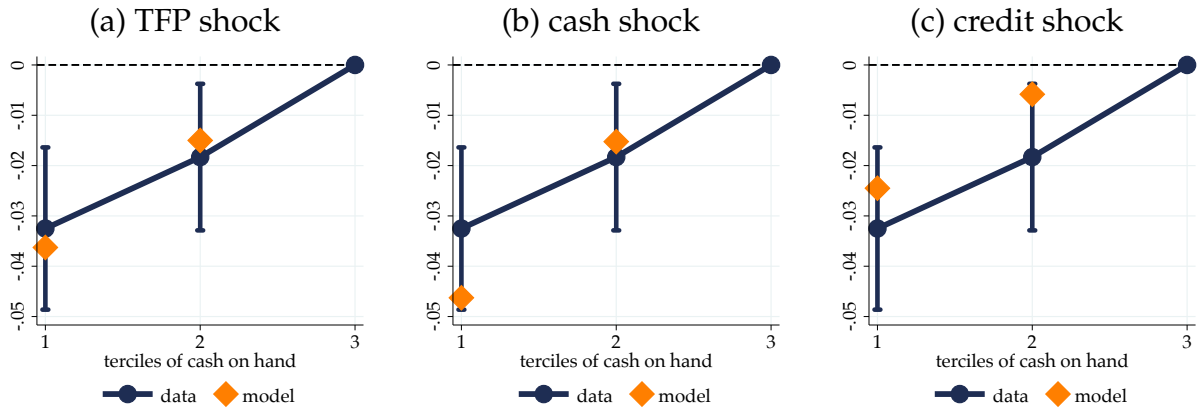 (a) TFP shock
0
-.01
-.02
-.03
-.04
-.05
1 2 3
terciles of cash on hand
data model
(b) cash shock
0
-.01
-.02
-.03
-.04
-.05
1 2 3
terciles of cash on hand
data model
(c) credit shock
0
-.01
-.02
-.03
-.04
-.05
1 2 3
terciles of cash on hand
data model